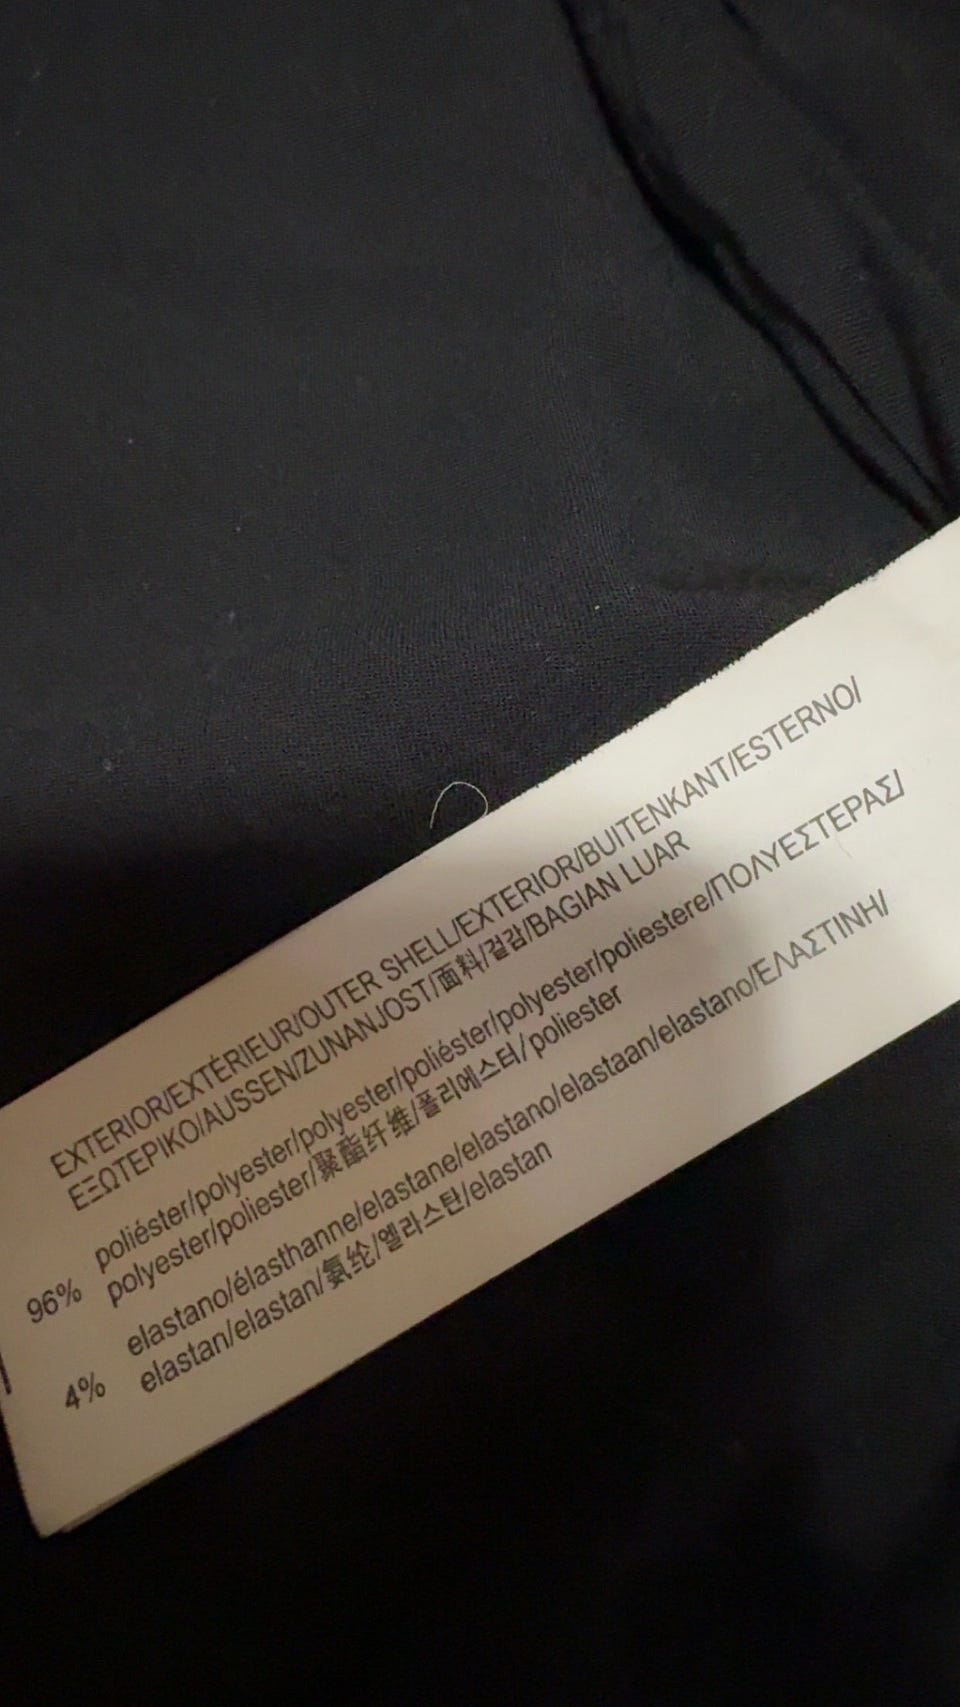 EXTERIOR/EXTÉRIEUR/OUTER SHELL/EXTERIOR/BUITENKANT/ESTERNO/
ΕΞΩΤΕΡΙΚΟ/AUSSEN/ZUNANJOST/面料/겉감/BAGIAN LUAR
96% poliéster/polyester/polyester/poliéster/polyester/poliestere/ΠΟΛΥΕΣΤΕΡΑΣ/
polyester/poliester/聚酯纤维/폴리에스터/poliester
4% elastano/élasthanne/elastane/elastano/elastaan/elastano/ΕΛΑΣΤΙΝΗ/
elastan/elastan/氨纶/엘라스탄/elastan